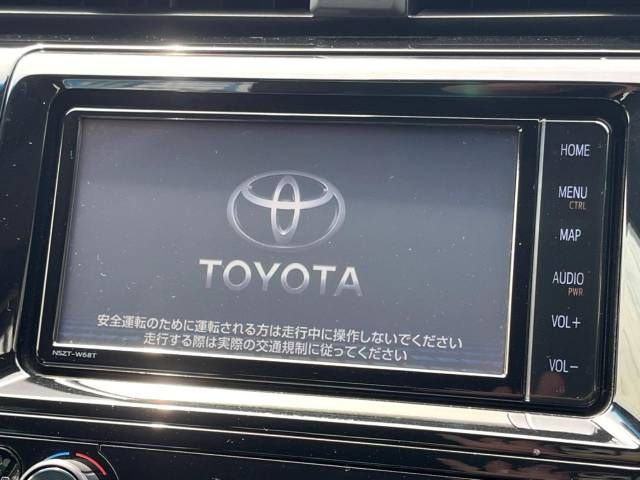 HOME
MENU
CTRL
MAP
AUDIO
PWR
VOL+
VOL-
TOYOTA
安全運転のために運転される方は走行中に操作しないでください
走行する際は実際の交通規制に従ってください
NSZT-W68T